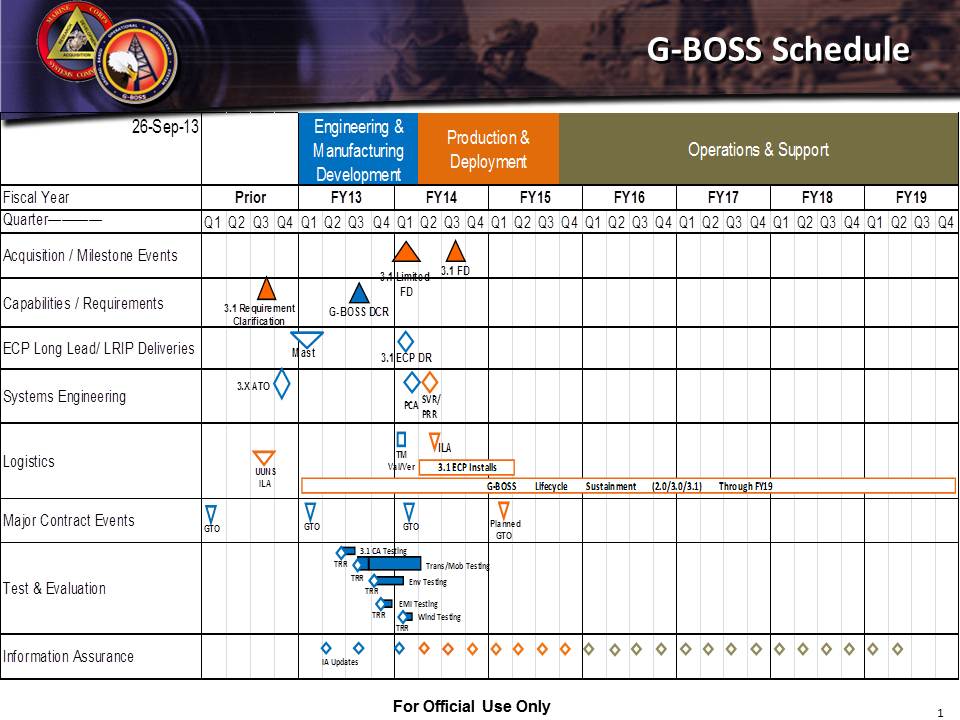 MARINE CORPS
SYSTEMS
ACQUISITION
OPERATIONAL
G-BOSS
G-BOSS Schedule
26-Sep-13
Engineering &
Manufacturing
Development
Production &
Deployment
Operations & Support
Fiscal Year Prior FY13 FY14 FY15 FY16 FY17 FY18 FY19
Quarter Q1 Q2 Q3 Q4 Q1 Q2 Q3 Q4 Q1 Q2 Q3 Q4 Q1 Q2 Q3 Q4 Q1 Q2 Q3 Q4 Q1 Q2 Q3 Q4 Q1 Q2 Q3 Q4 Q1 Q2 Q3 Q4
Acquisition / Milestone Events
3.1 Limited
FD
3.1 FD
Capabilities / Requirements
3.1 Requirement
Clarification
G-BOSS DCR
ECP Long Lead/ LRIP Deliveries
Mast
3.1 ECP DR
Systems Engineering
3.X ATO
PCA
SVR/
PRR
Logistics
UUNS
ILA
TM
Val/Ver
ILA
3.1 ECP Installs
G-BOSS Lifecycle Sustainment (2.0/3.0/3.1) Through FY19
Major Contract Events
GTO
GTO
GTO
Planned
GTO
Test & Evaluation
3.1 CA Testing
TRR
Trans/Mob Testing
TRR
Env Testing
TRR
EMI Testing
TRR
Wind Testing
TRR
Information Assurance
IA Updates
For Official Use Only
1